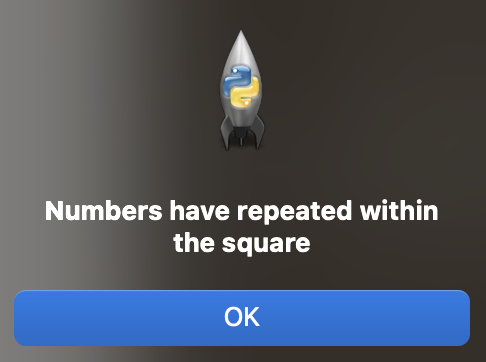 Numbers have repeated within
the square
OK